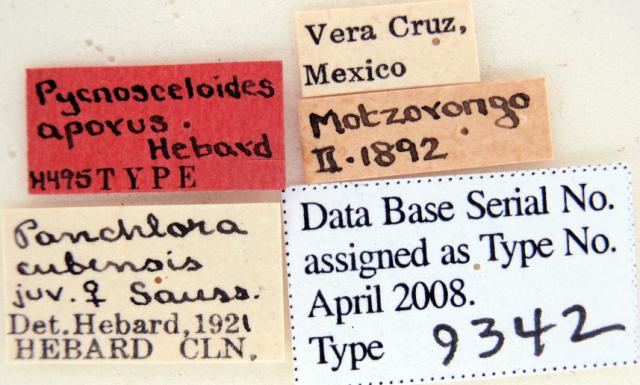 Vera Cruz,
Mexico
Pycnosceloides
aporus.
Hebard
H495 TYPE
Motzorongo
II.1892
Panchlora
cubensis
juv. ♀ Sauss.
Det. Hebard, 1921
HEBARD CLN.
Data Base Serial No.
assigned as Type No.
April 2008.
Type 9342